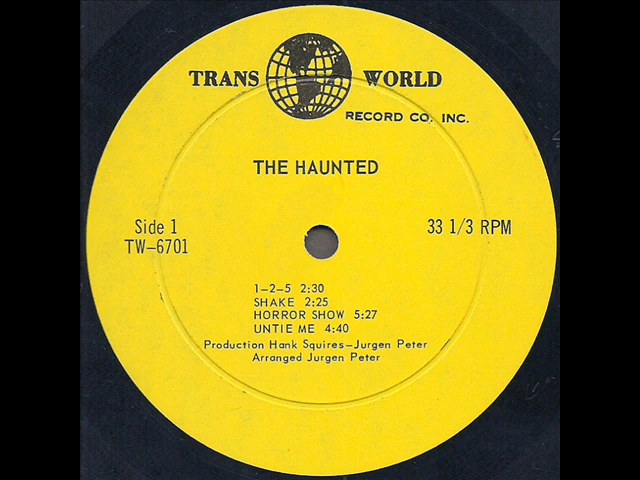 TRANS WORLD
RECORD CO. INC.
THE HAUNTED
Side 1
TW-6701
33 1/3 RPM
1-2-5 2:30
SHAKE 2:25
HORROR SHOW 5:27
UNTIE ME 4:40
Production Hank Squires-Jurgen Peter
Arranged Jurgen Peter